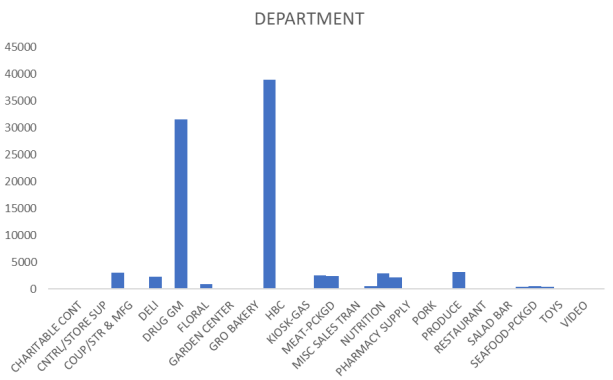 DEPARTMENT
45000
40000
35000
30000
25000
20000
15000
10000
5000
0
CHARITABLE CONT
CNTRL/STORE SUP
COUP/STR & MFG
DELI
DRUG GM
FLORAL
GARDEN CENTER
GRO BAKERY
HBC
KIOSK-GAS
MEAT-PCKGD
MISC SALES TRAN
NUTRITION
PHARMACY SUPPLY
PORK
PRODUCE
RESTAURANT
SALAD BAR
SEAFOOD-PCKGD
TOYS
VIDEO